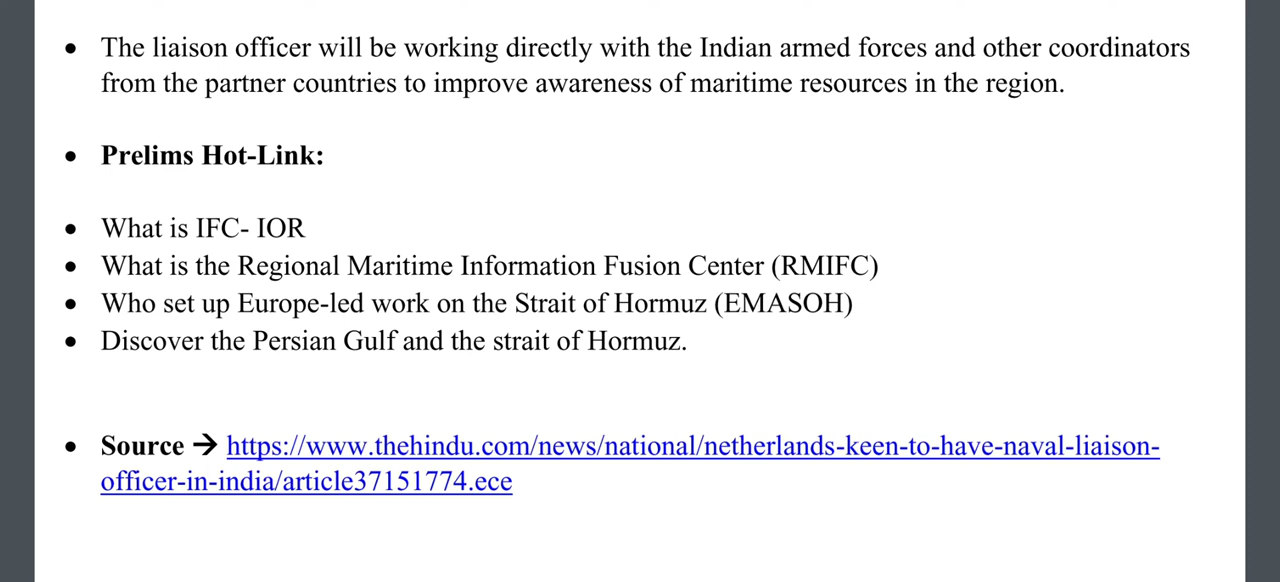 • The liaison officer will be working directly with the Indian armed forces and other coordinators
from the partner countries to improve awareness of maritime resources in the region.
• Prelims Hot-Link:
• What is IFC- IOR
• What is the Regional Maritime Information Fusion Center (RMIFC)
• Who set up Europe-led work on the Strait of Hormuz (EMASOH)
• Discover the Persian Gulf and the strait of Hormuz.
• Source → https://www.thehindu.com/news/national/netherlands-keen-to-have-naval-liaison-
officer-in-india/article37151774.ece